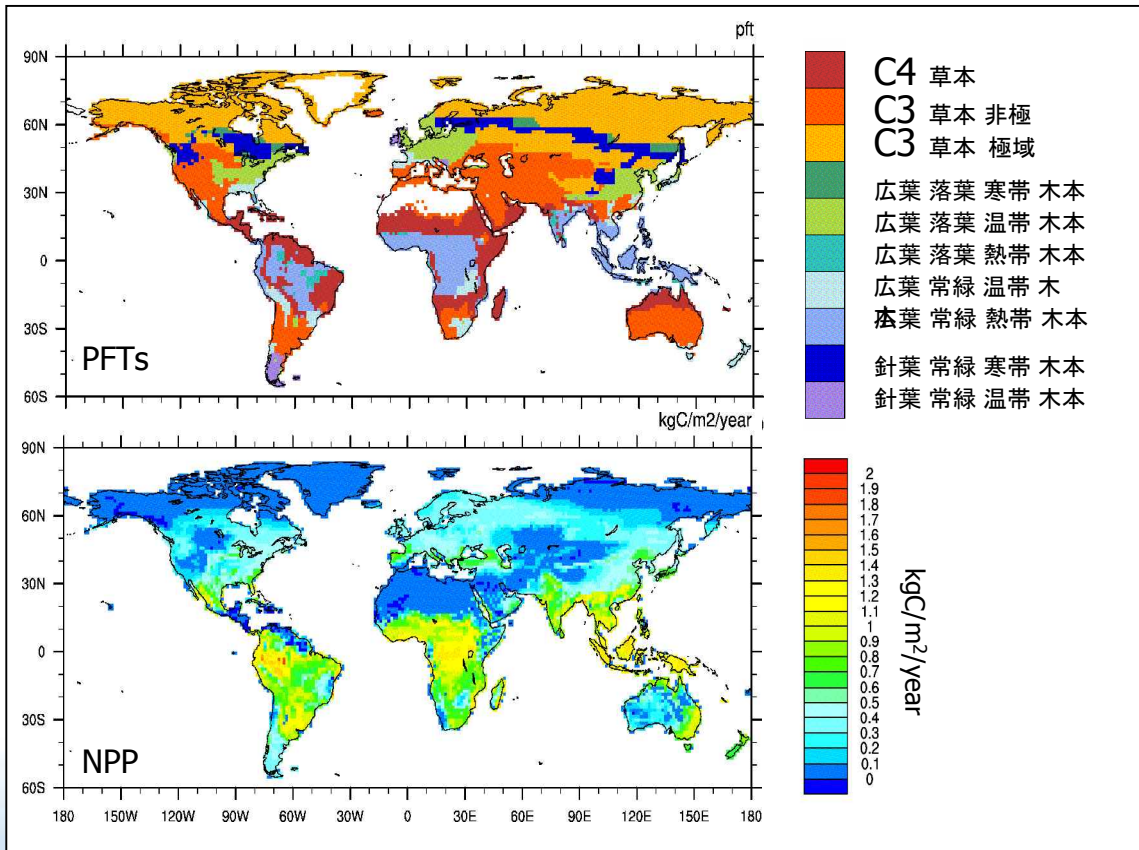 pft
90N
60N
30N
0
30S
60S
PFTs
C4 草本
C3 草本 非極
C3 草本 極域
広葉 落葉 寒帯 木本
広葉 落葉 温帯 木本
広葉 落葉 熱帯 木本
広葉 常緑 温帯 木
本
広葉 常緑 熱帯 木本
針葉 常緑 寒帯 木本
針葉 常緑 温帯 木本
kgC/m2/year
90N
60N
30N
0
30S
60S
NPP
180 150W 120W 90W 60W 30W 0 30E 60E 90E 120E 150E 180
2
1.9
1.8
1.7
1.6
1.5
1.4
1.3
1.2
1.1
1
0.9
0.8
0.7
0.6
0.5
0.4
0.3
0.2
0.1
0
kgC/m²/year